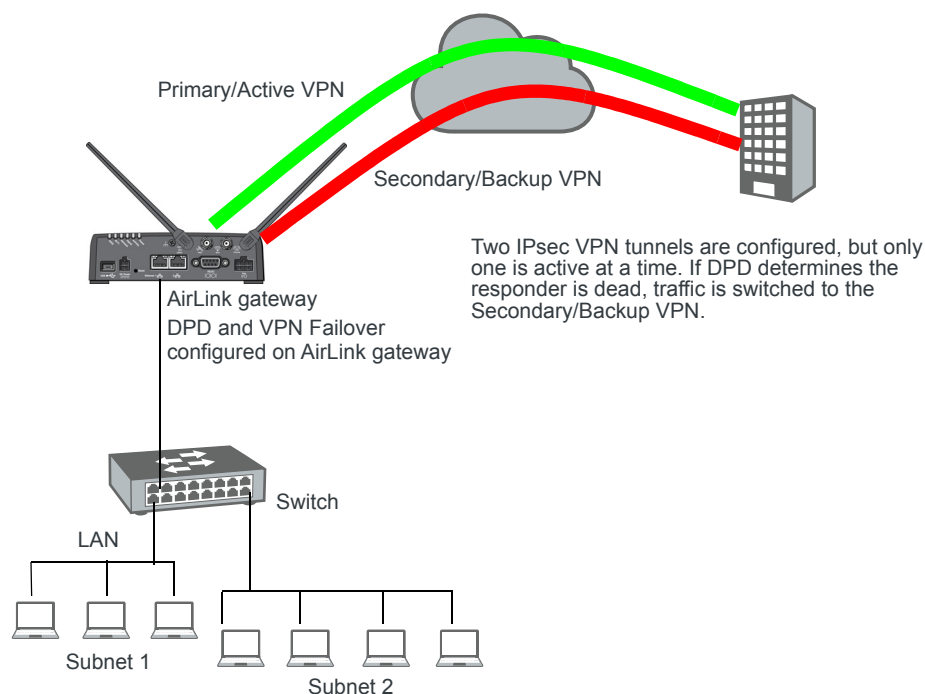 Primary/Active VPN
Secondary/Backup VPN
Two IPsec VPN tunnels are configured, but only
one is active at a time. If DPD determines the
responder is dead, traffic is switched to the
Secondary/Backup VPN.
AirLink gateway
DPD and VPN Failover
configured on AirLink gateway
Switch
LAN
Subnet 1
Subnet 2